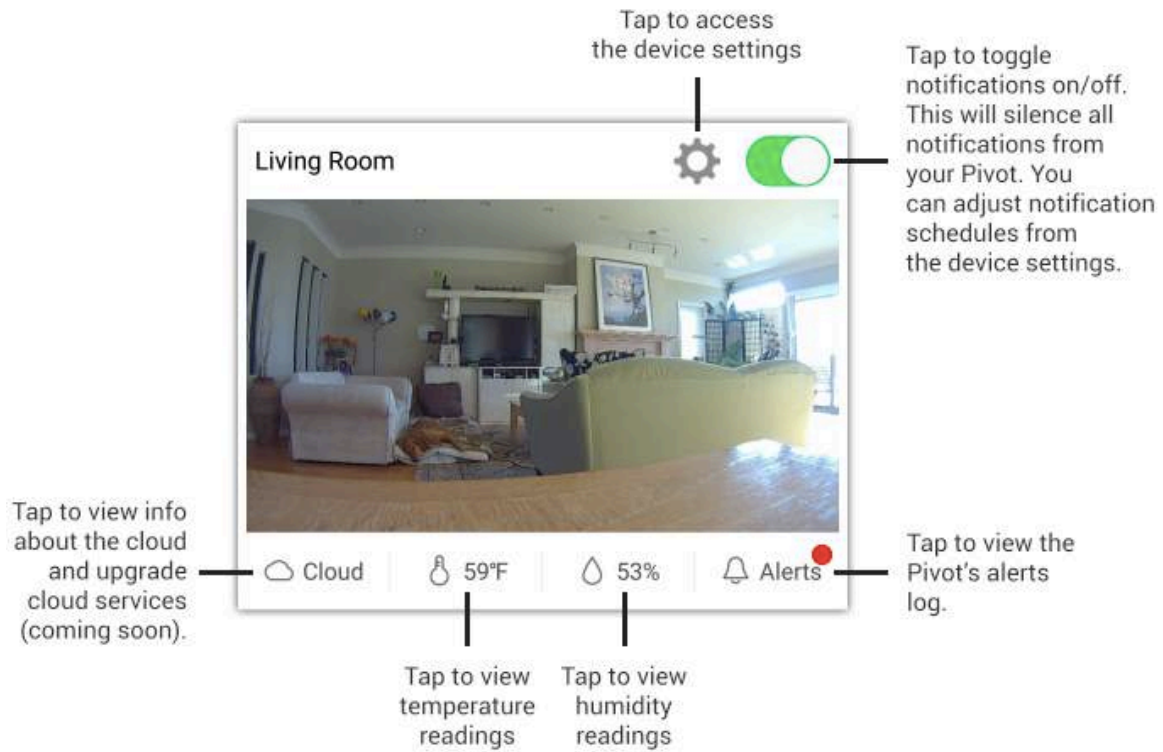 Tap to access
the device settings
Tap to toggle
notifications on/off.
This will silence all
notifications from
your Pivot. You
can adjust notification
schedules from
the device settings.
Living Room
Tap to view info
about the cloud
and upgrade
cloud services
(coming soon).
Cloud
59°F
53%
Alerts
Tap to view the
Pivot's alerts
log.
Tap to view
temperature
readings
Tap to view
humidity
readings